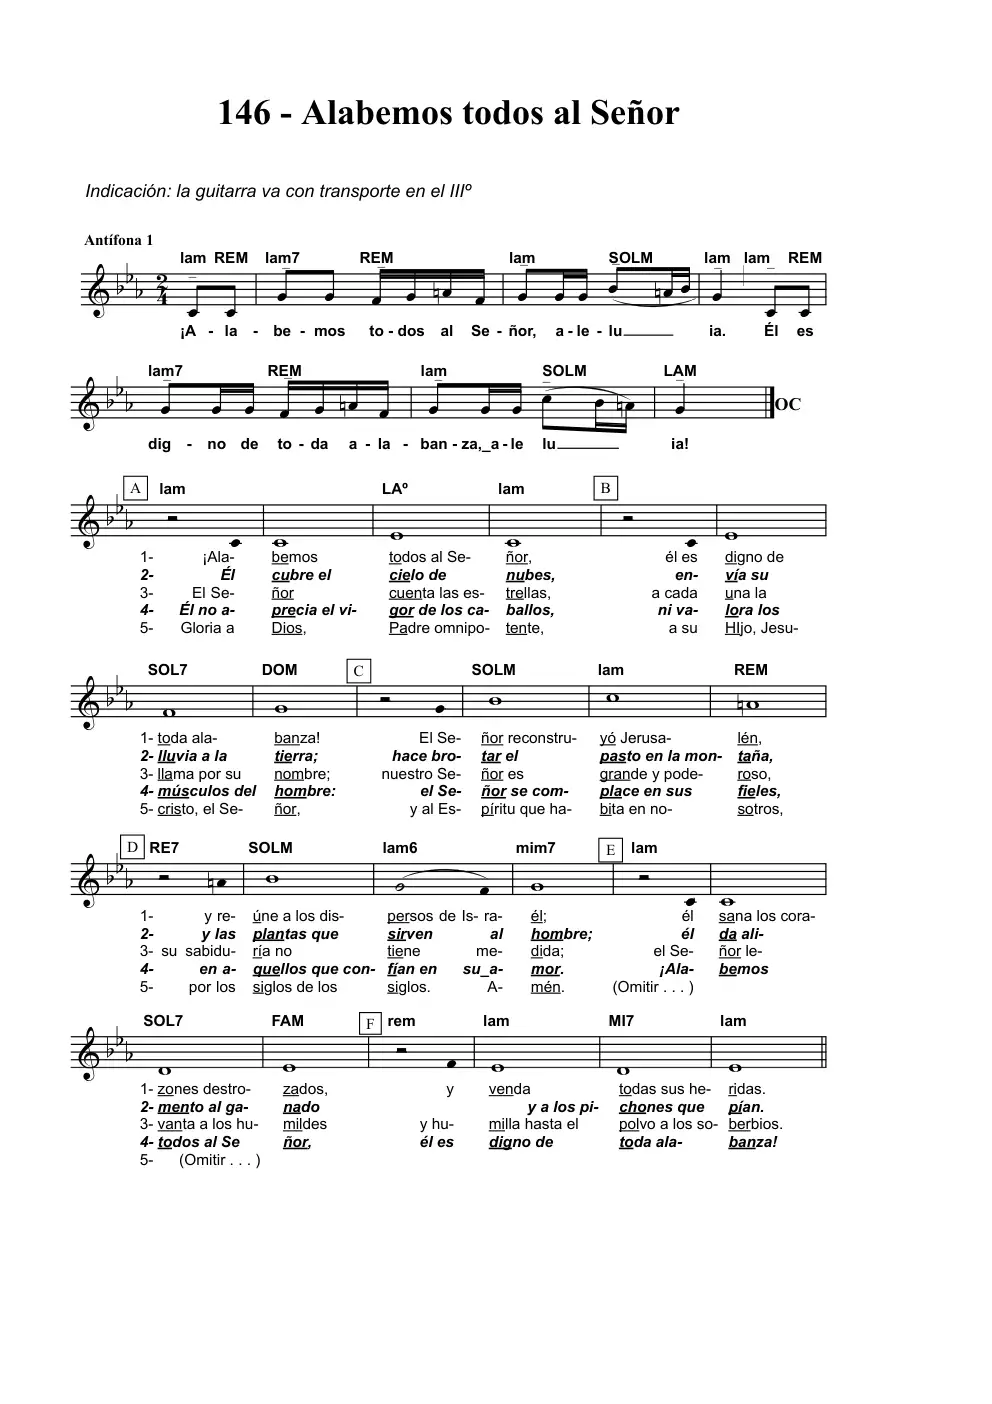 146 - Alabemos todos al Señor
Indicación: la guitarra va con transporte en el IIIº
Antífona 1
lam REM lam7 REM lam SOLM lam lam REM
¡A - la - be - mos to - dos al Se - ñor, a - le - lu ia. Él es
lam7 REM lam SOLM LAM
OC
dig - no de to - da a - la - ban - za,_a - le lu ia!
A lam LAº lam B
1- ¡Ala- bemos todos al Se- ñor, él es digno de
2- Él cubre el cielo de nubes, en- vía su
3- El Se- ñor cuenta las es- trellas, a cada una la
4- Él no a- precia el vi- gor de los ca- ballos, ni va- lora los
5- Gloria a Dios, Padre omnipo- tente, a su HIjo, Jesu-
SOL7 DOM C SOLM lam REM
1- toda ala- banza! El Se- ñor reconstru- yó Jerusa- lén,
2- lluvia a la tierra; hace bro- tar el pasto en la mon- taña,
3- llama por su nombre; nuestro Se- ñor es grande y pode- roso,
4- músculos del hombre: el Se- ñor se com- place en sus fieles,
5- cristo, el Se- ñor, y al Es- píritu que ha- bita en no- sotros,
D RE7 SOLM lam6 mim7 E lam
1- y re- úne a los dis- persos de Is- ra- él; él sana los cora-
2- y las plantas que sirven al hombre; él da ali-
3- su sabidu- ría no tiene me- dida; el Se- ñor le-
4- en a- quellos que con- fían en su_a- mor. ¡Ala- bemos
5- por los siglos de los siglos. A- mén. (Omitir . . . )
SOL7 FAM F rem lam MI7 lam
1- zones destro- zados, y venda todas sus he- ridas.
2- mento al ga- nado y a los pi- chones que pían.
3- vanta a los hu- mildes y hu- milla hasta el polvo a los so- berbios.
4- todos al Se ñor, él es digno de toda ala- banza!
5- (Omitir . . . )